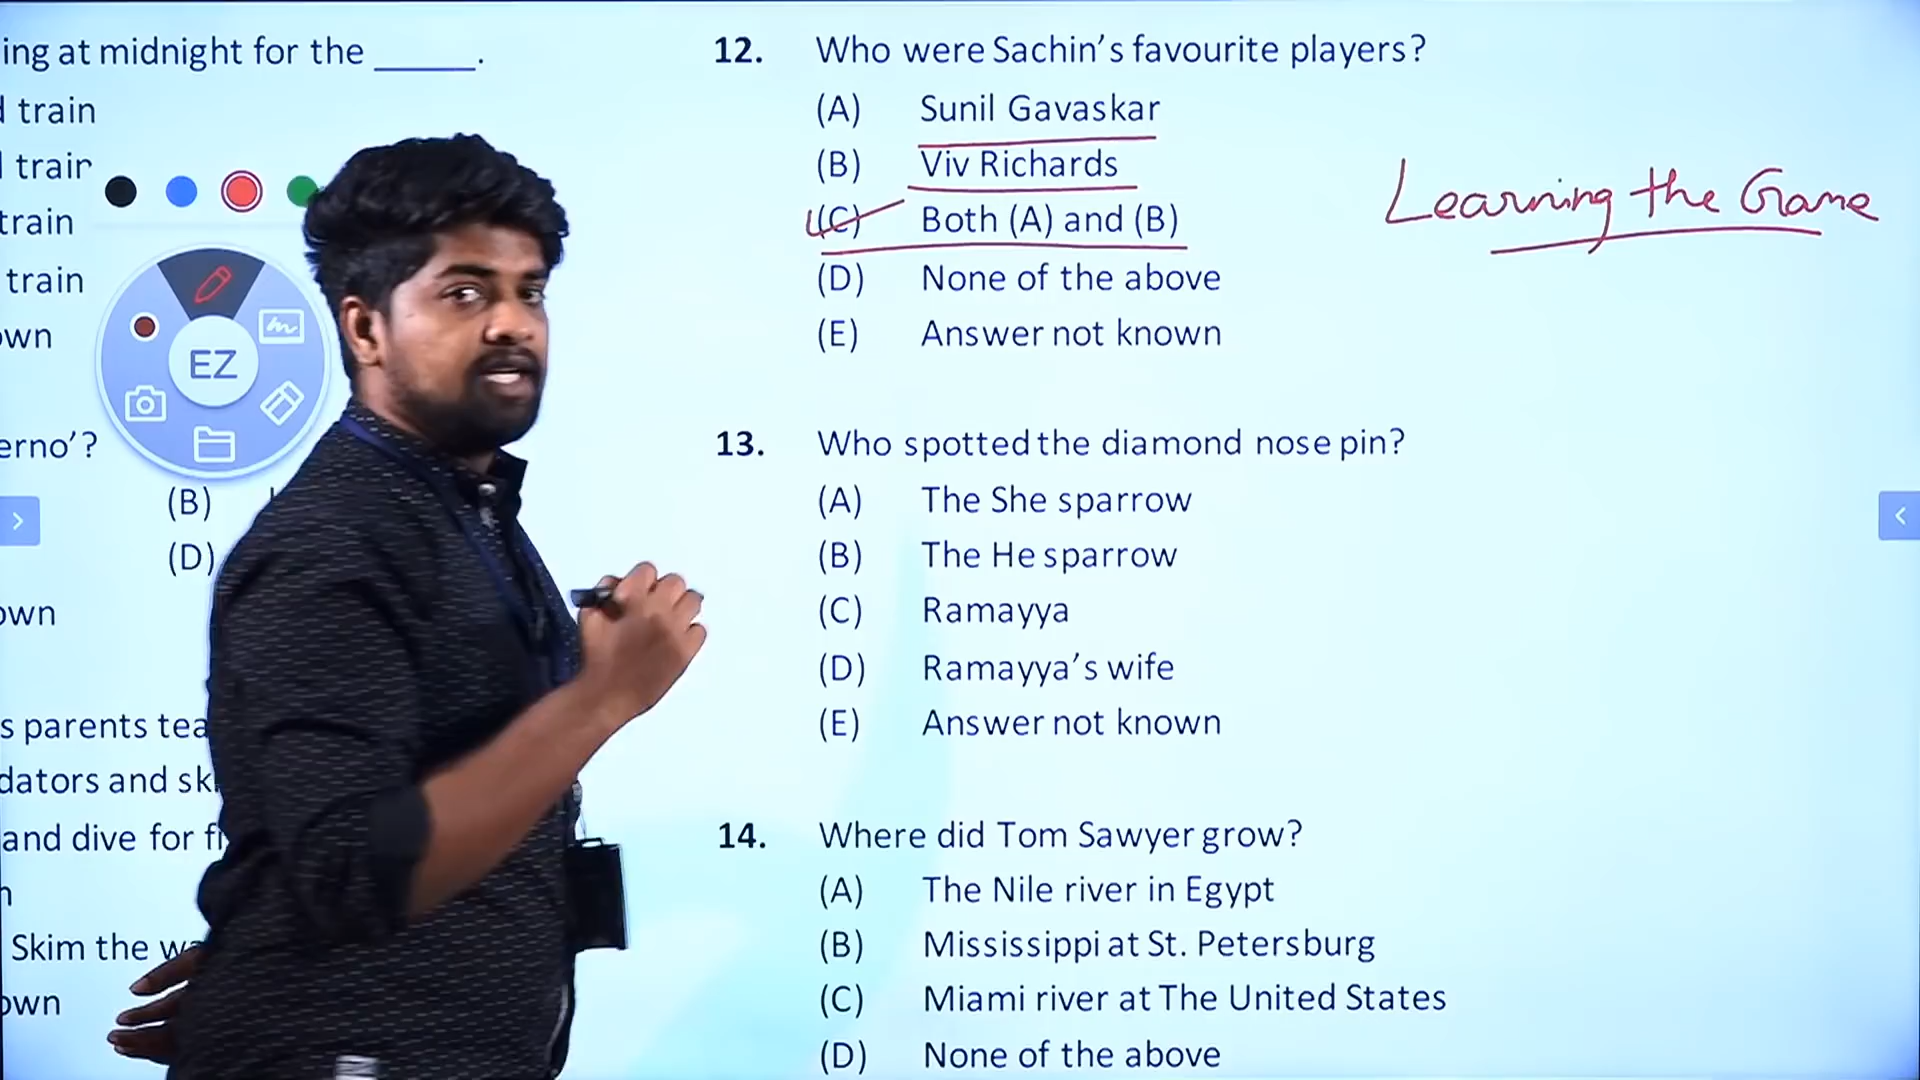 ing at midnight for the _____.
train
train
train
own
EZ
erno'?
(B)
(D)
own
s parents tea
dators and sk
and dive for fi
Skim the wa
own
12. Who were Sachin's favourite players?
(A) Sunil Gavaskar
(B) Viv Richards
(C) Both (A) and (B)
(D) None of the above
(E) Answer not known
Learning the Game
13. Who spotted the diamond nose pin?
(A) The She sparrow
(B) The He sparrow
(C) Ramayya
(D) Ramayya's wife
(E) Answer not known
14. Where did Tom Sawyer grow?
(A) The Nile river in Egypt
(B) Mississippi at St. Petersburg
(C) Miami river at The United States
(D) None of the above